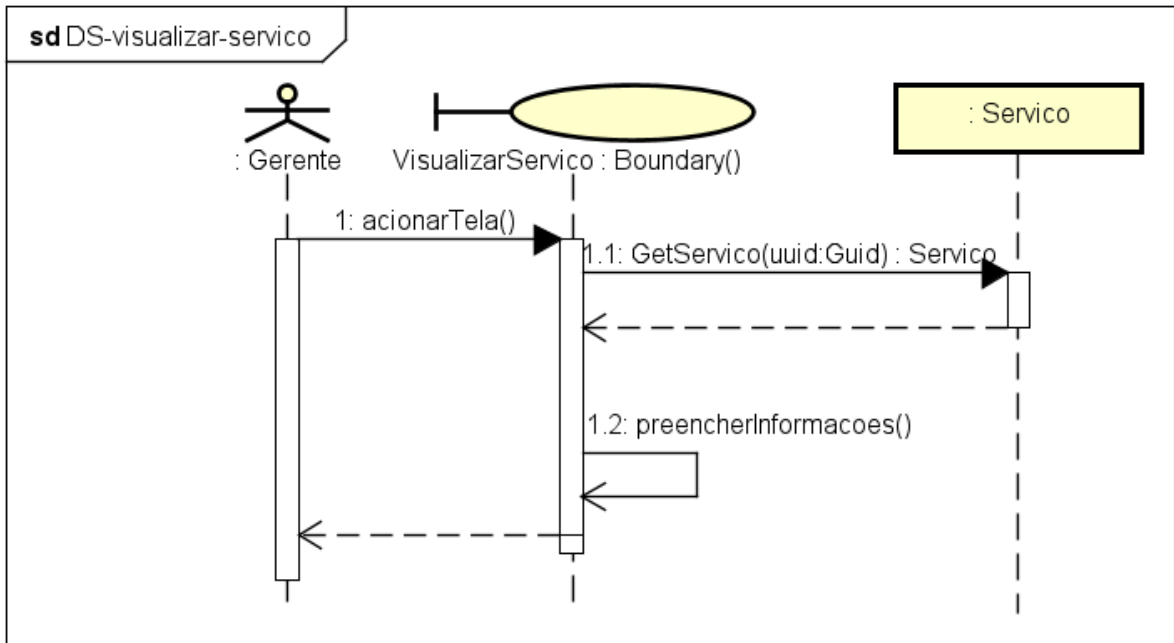 sd DS-visualizar-servico
: Servico
: Gerente
VisualizarServico : Boundary()
1: acionarTela()
1.1: GetServico(uuid:Guid) : Servico
1.2: preencherInformacoes()